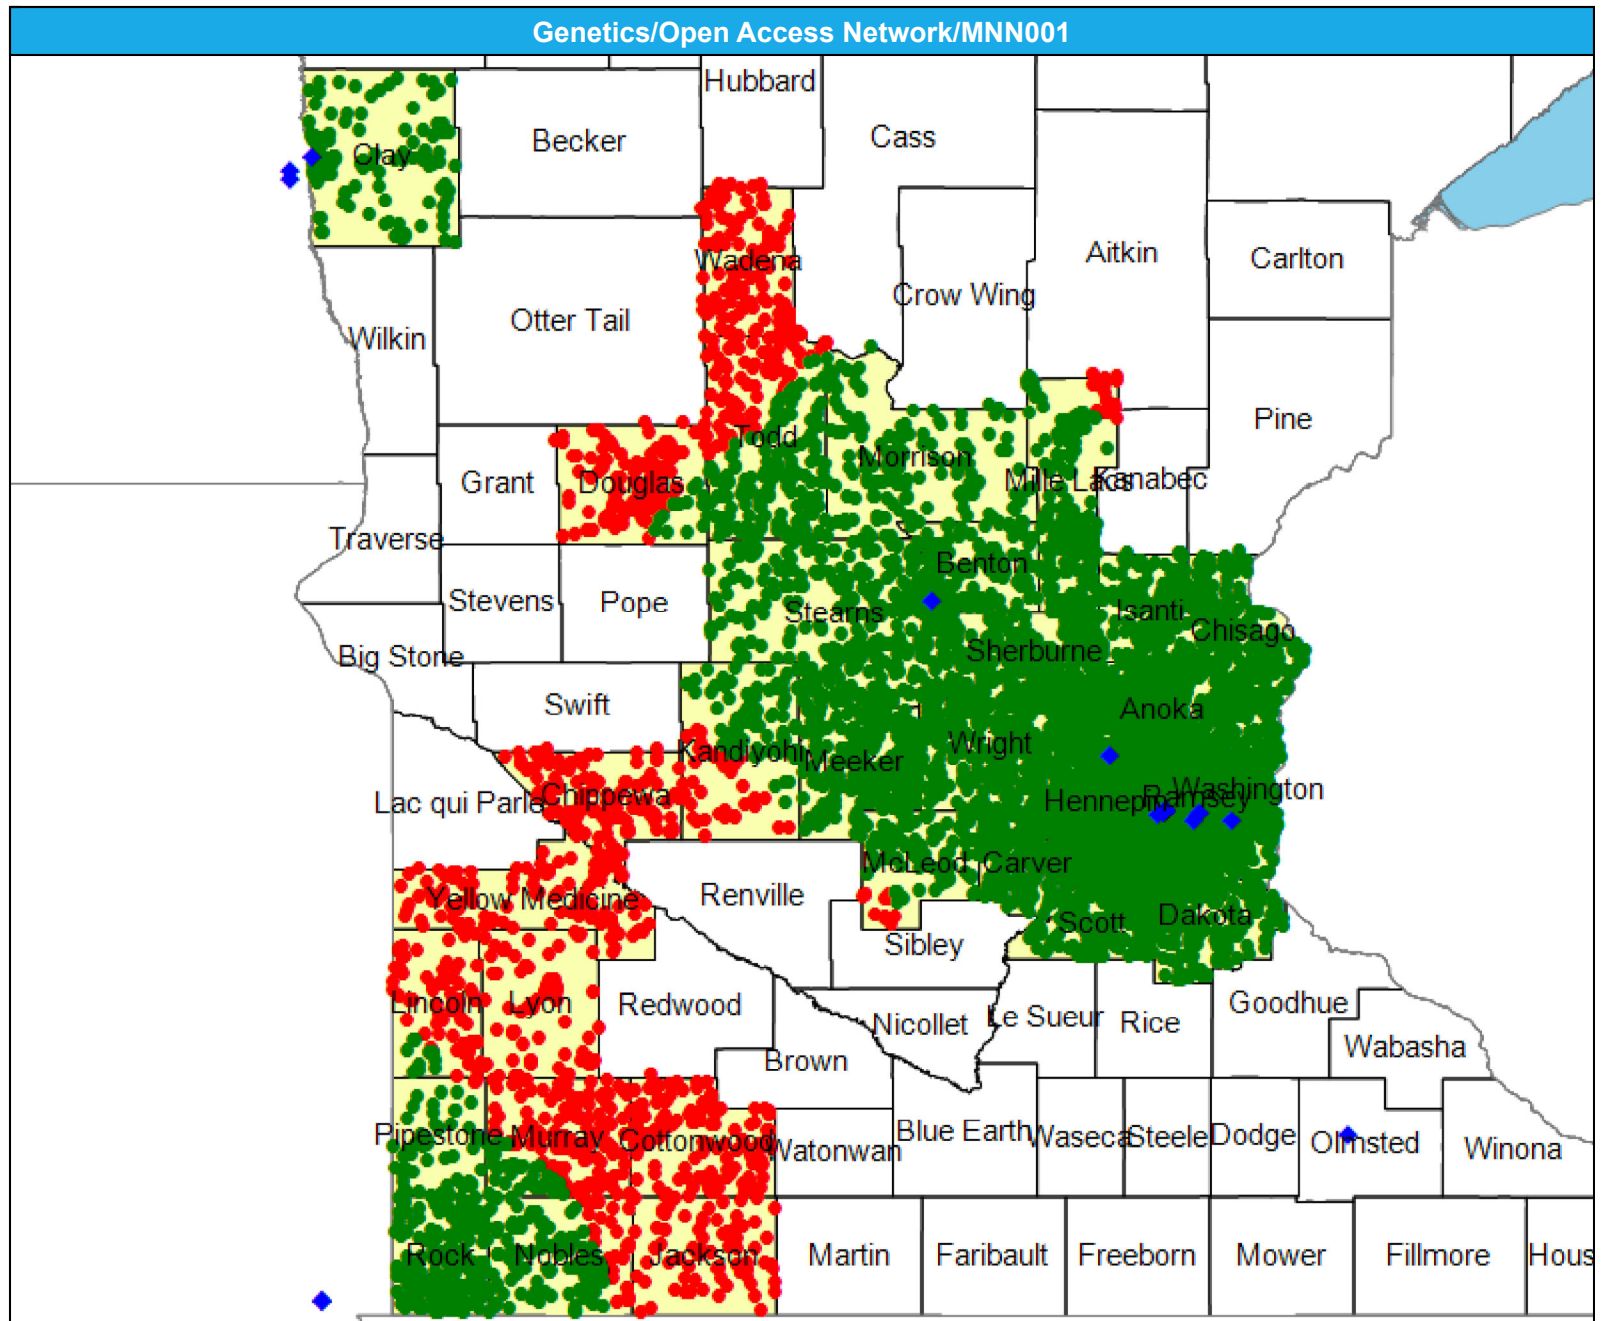 Genetics/Open Access Network/MNN001
Hubbard
Cass
Becker
Clay
Aitkin
Carlton
Wadena
Crow Wing
Otter Tail
Wilkin
Pine
Todd
Morrison
Grant
Douglas
Mille Lacs
Kanabec
Traverse
Benton
Stevens
Pope
Stearns
Isanti
Chisago
Sherburne
Big Stone
Swift
Anoka
Kandiyohi
Meeker
Wright
Lac qui Parle
Chippewa
Hennepin
Ramsey
Washington
McLeod
Carver
Yellow Medicine
Renville
Scott
Dakota
Sibley
Lincoln
Lyon
Redwood
Nicollet
Le Sueur
Rice
Goodhue
Wabasha
Brown
Pipestone
Murray
Cottonwood
Watonwan
Blue Earth
Waseca
Steele
Dodge
Olmsted
Winona
Rock
Nobles
Jackson
Martin
Faribault
Freeborn
Mower
Fillmore
Hous